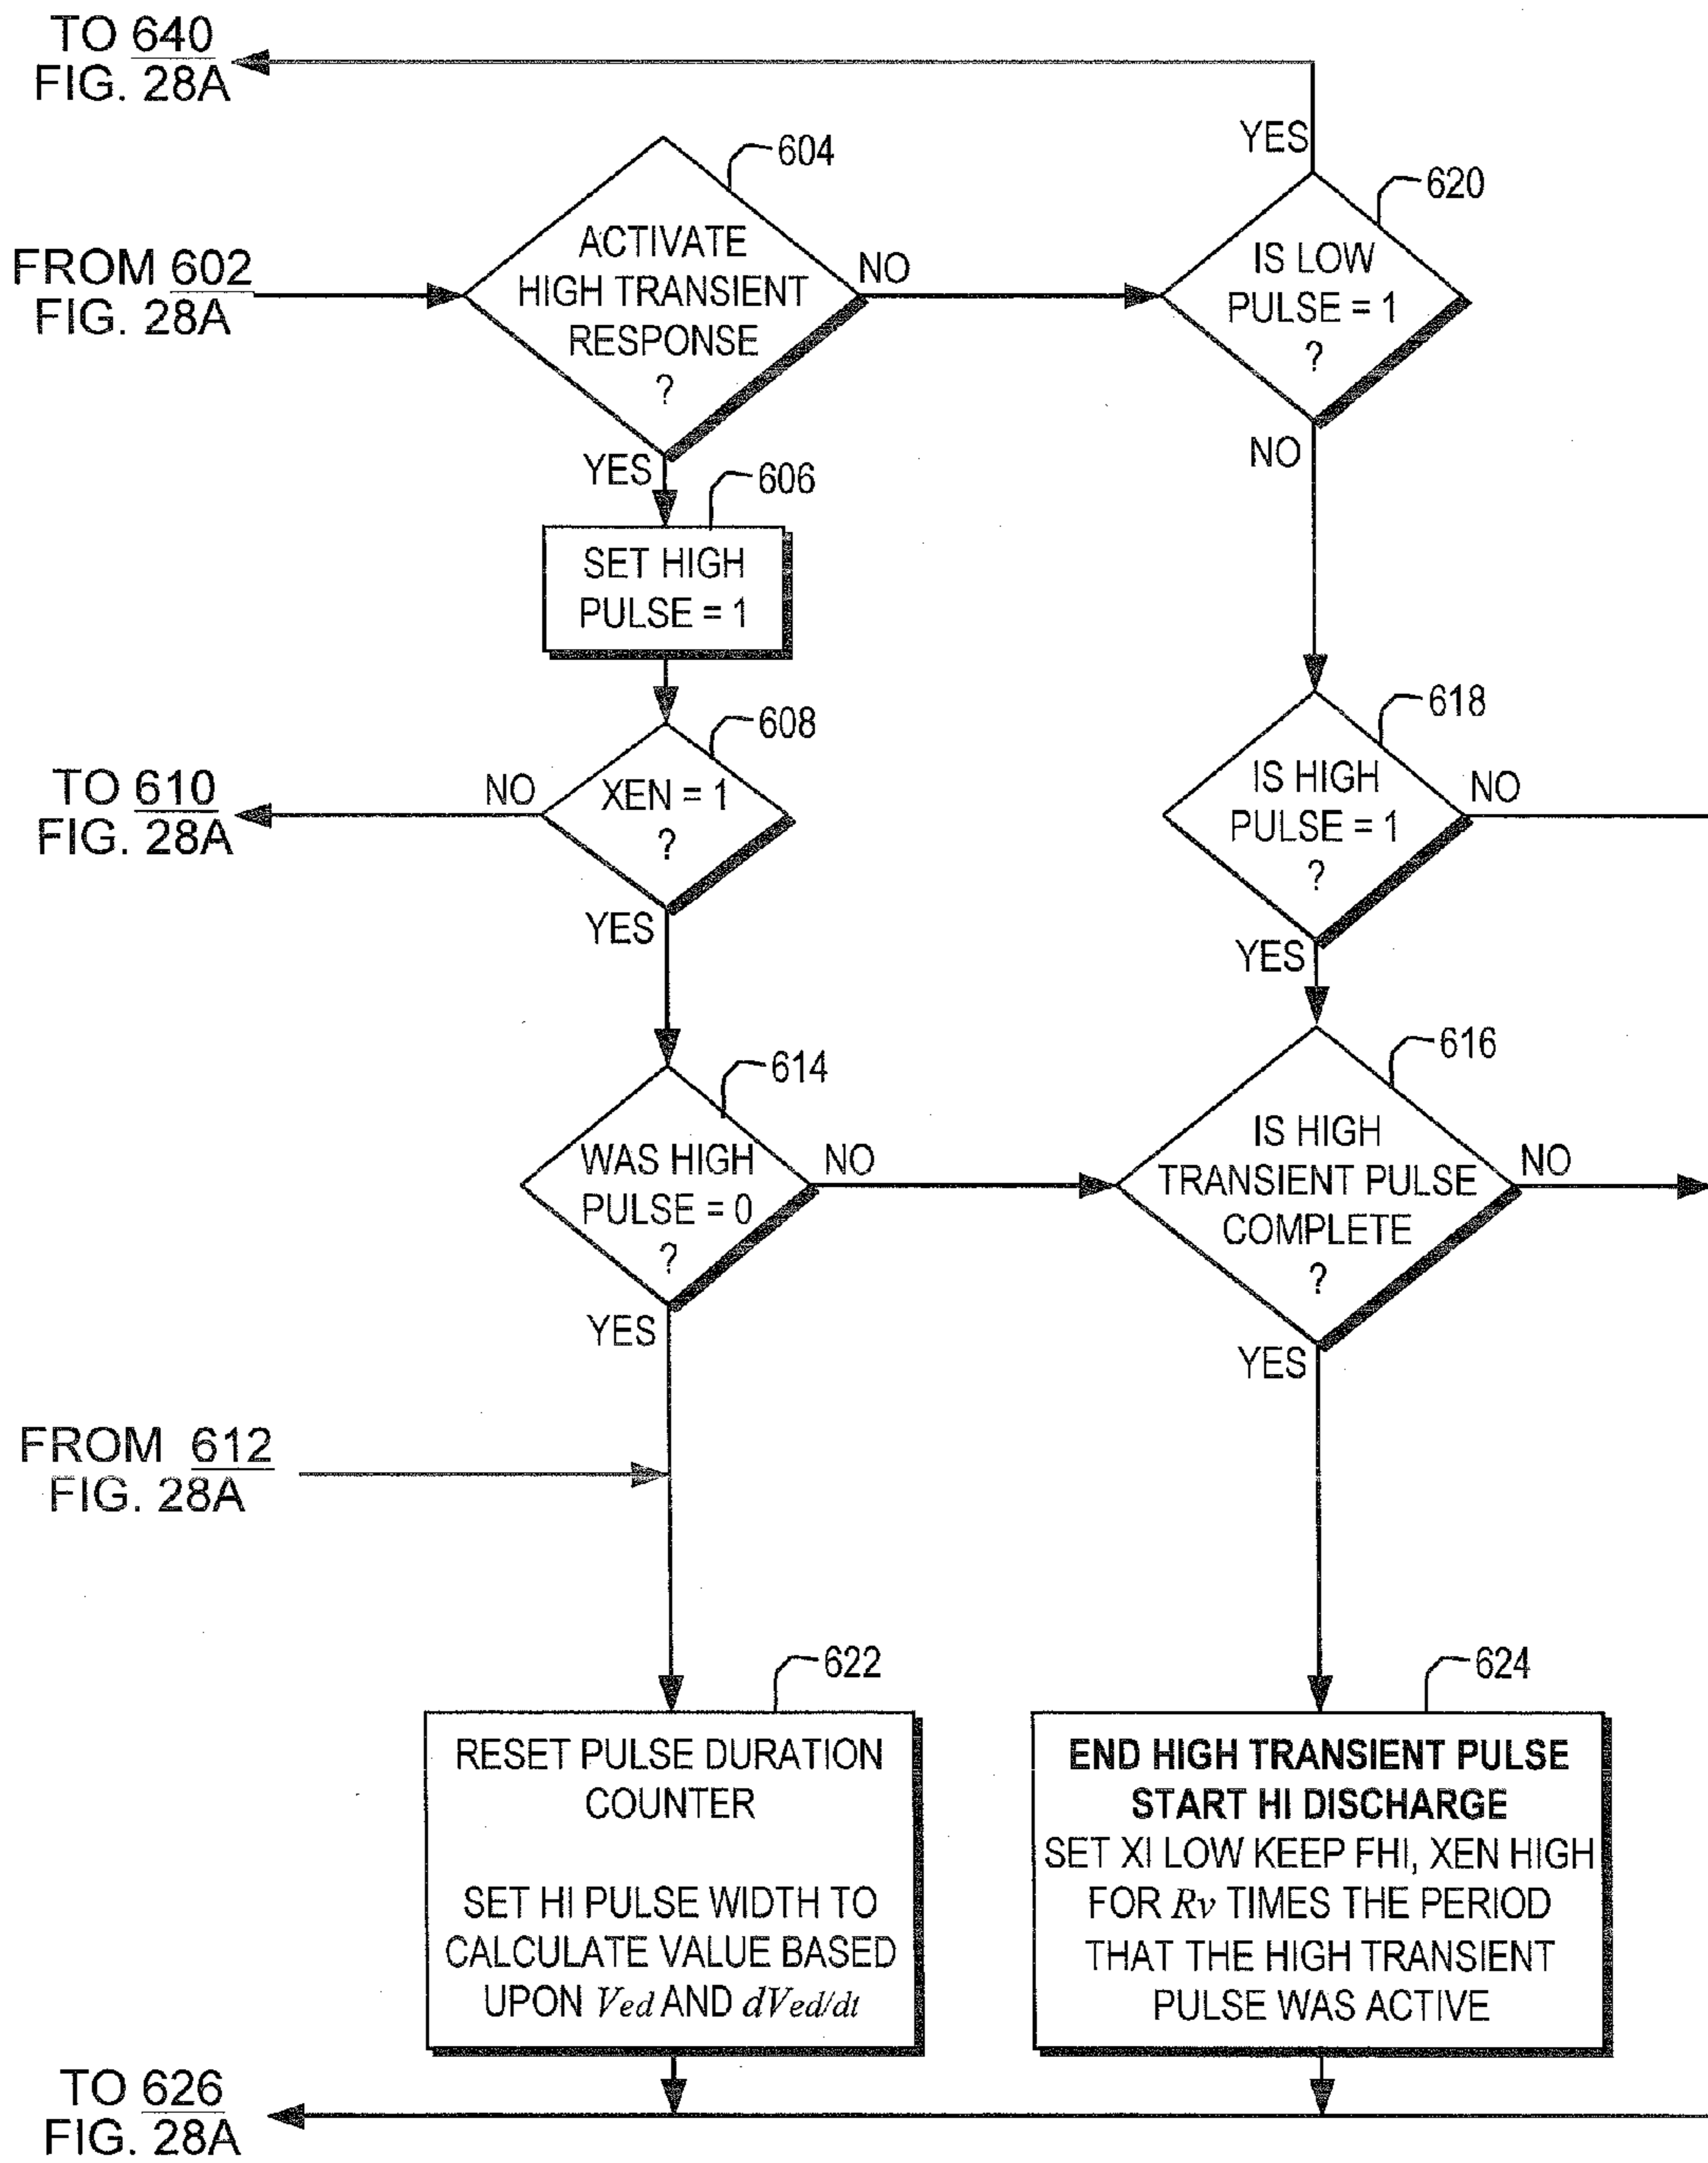 TO 640
FIG. 28A
YES
604
620
ACTIVATE
HIGH TRANSIENT
RESPONSE
?
NO
IS LOW
PULSE = 1
?
FROM 602
FIG. 28A
YES
NO
606
SET HIGH
PULSE = 1
608
618
TO 610
FIG. 28A
NO
XEN = 1
?
IS HIGH
PULSE = 1
?
NO
YES
YES
614
616
WAS HIGH
PULSE = 0
?
NO
IS HIGH
TRANSIENT PULSE
COMPLETE
?
NO
YES
YES
FROM 612
FIG. 28A
622
624
RESET PULSE DURATION
COUNTER
SET HI PULSE WIDTH TO
CALCULATE VALUE BASED
UPON Ved AND dVed/dt
END HIGH TRANSIENT PULSE
START HI DISCHARGE
SET XI LOW KEEP FHI, XEN HIGH
FOR Rv TIMES THE PERIOD
THAT THE HIGH TRANSIENT
PULSE WAS ACTIVE
TO 626
FIG. 28A